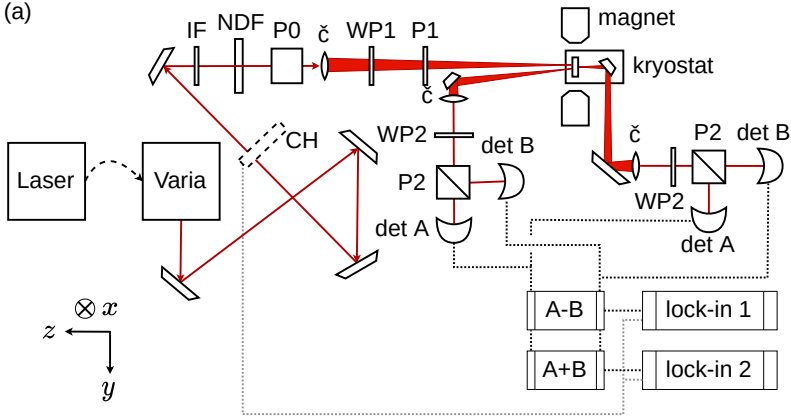 (a)
IF NDF P0 č WP1 P1 magnet
kryostat
č
CH
WP2 det B
č P2 det B
Laser Varia
P2
WP2
det A
det A
x
z
y
A-B lock-in 1
A+B lock-in 2